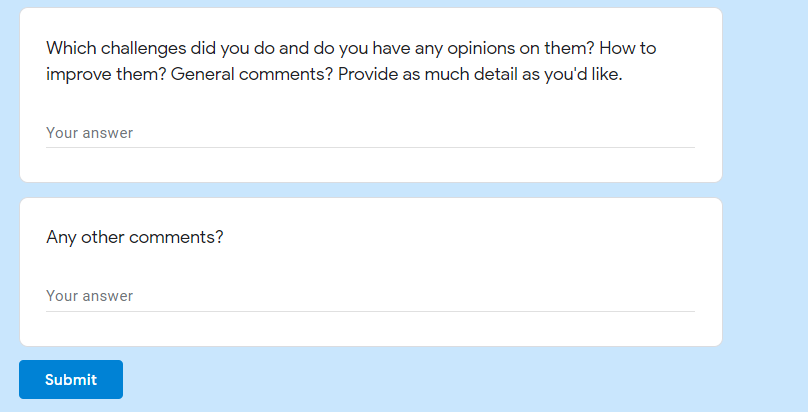 Which challenges did you do and do you have any opinions on them? How to
improve them? General comments? Provide as much detail as you'd like.
Your answer
Any other comments?
Your answer
Submit